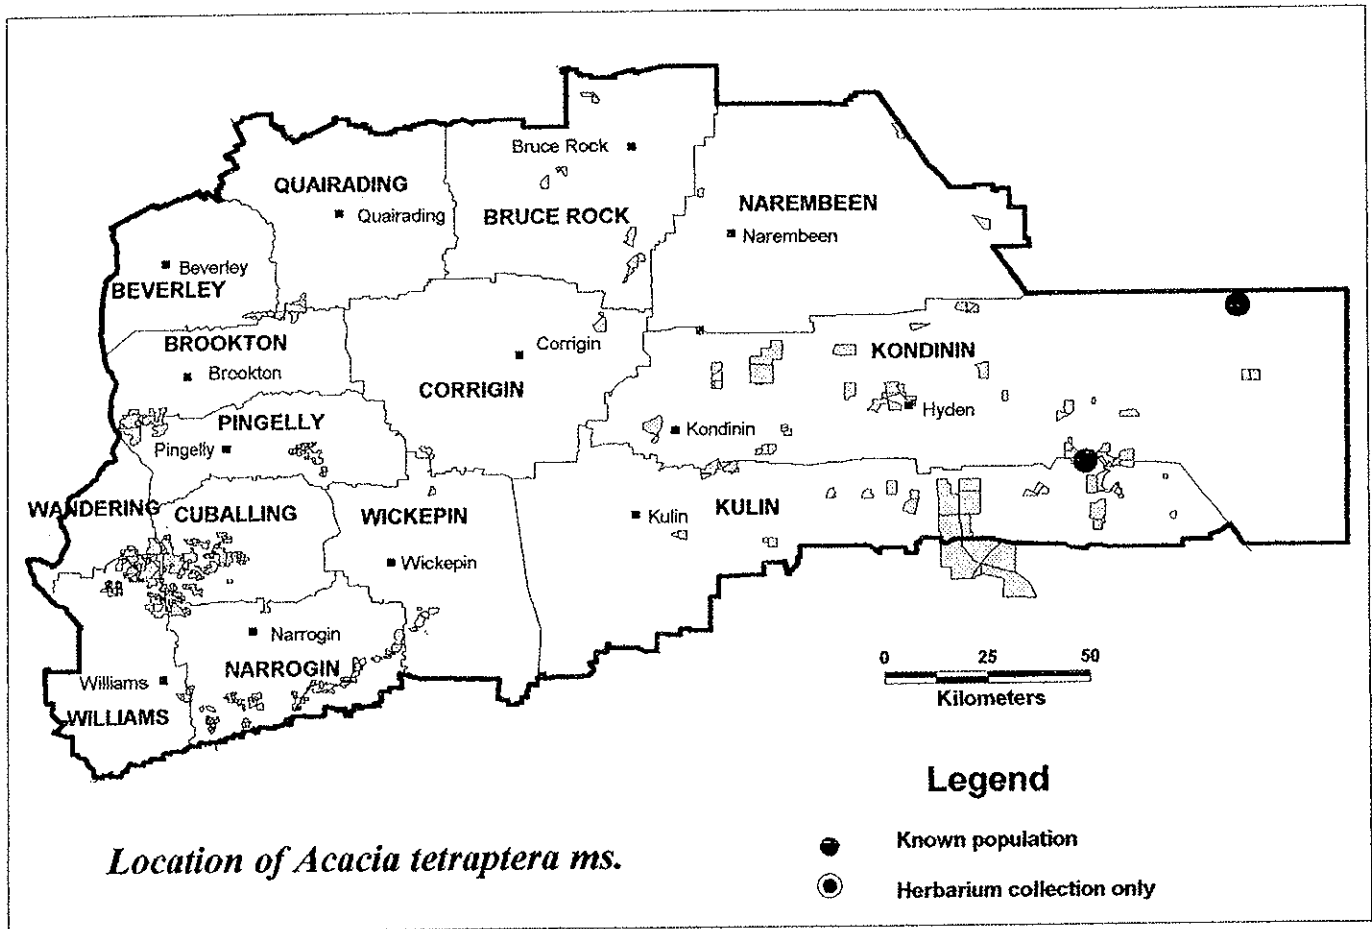 Bruce Rock
QUAIRADING
Quairading
BRUCE ROCK
NAREMBEEN
Narembeen
Beverley
BEVERLEY
BROOKTON
Brookton
Corrigin
CORRIGIN
KONDININ
Hyden
Kondinin
PINGELLY
Pingelly
WANDERING
CUBALLING
WICKEPIN
Wickepin
Kulin
KULIN
Narrogin
NARROGIN
Williams
WILLIAMS
0 25 50
Kilometers
Legend
Known population
Herbarium collection only
Location of Acacia tetraptera ms.